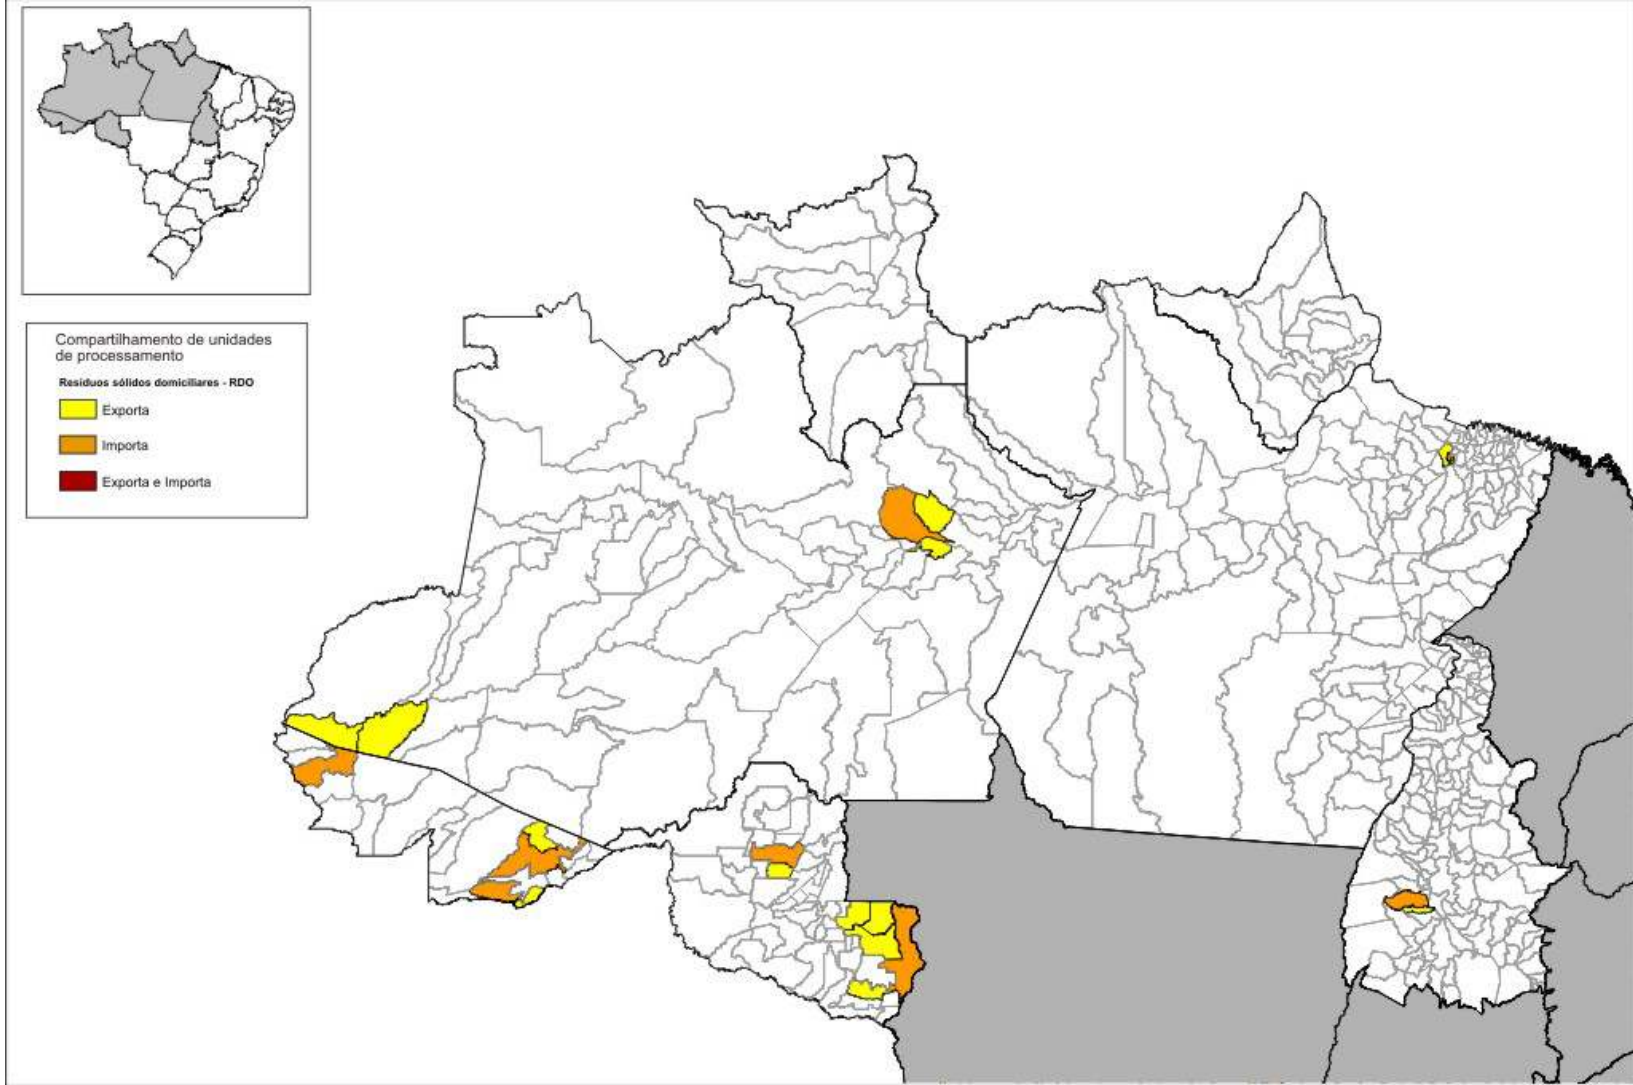 Compartilhamento de unidades
de processamento
Resíduos sólidos domiciliares - RDO
Exporta
Importa
Exporta e Importa